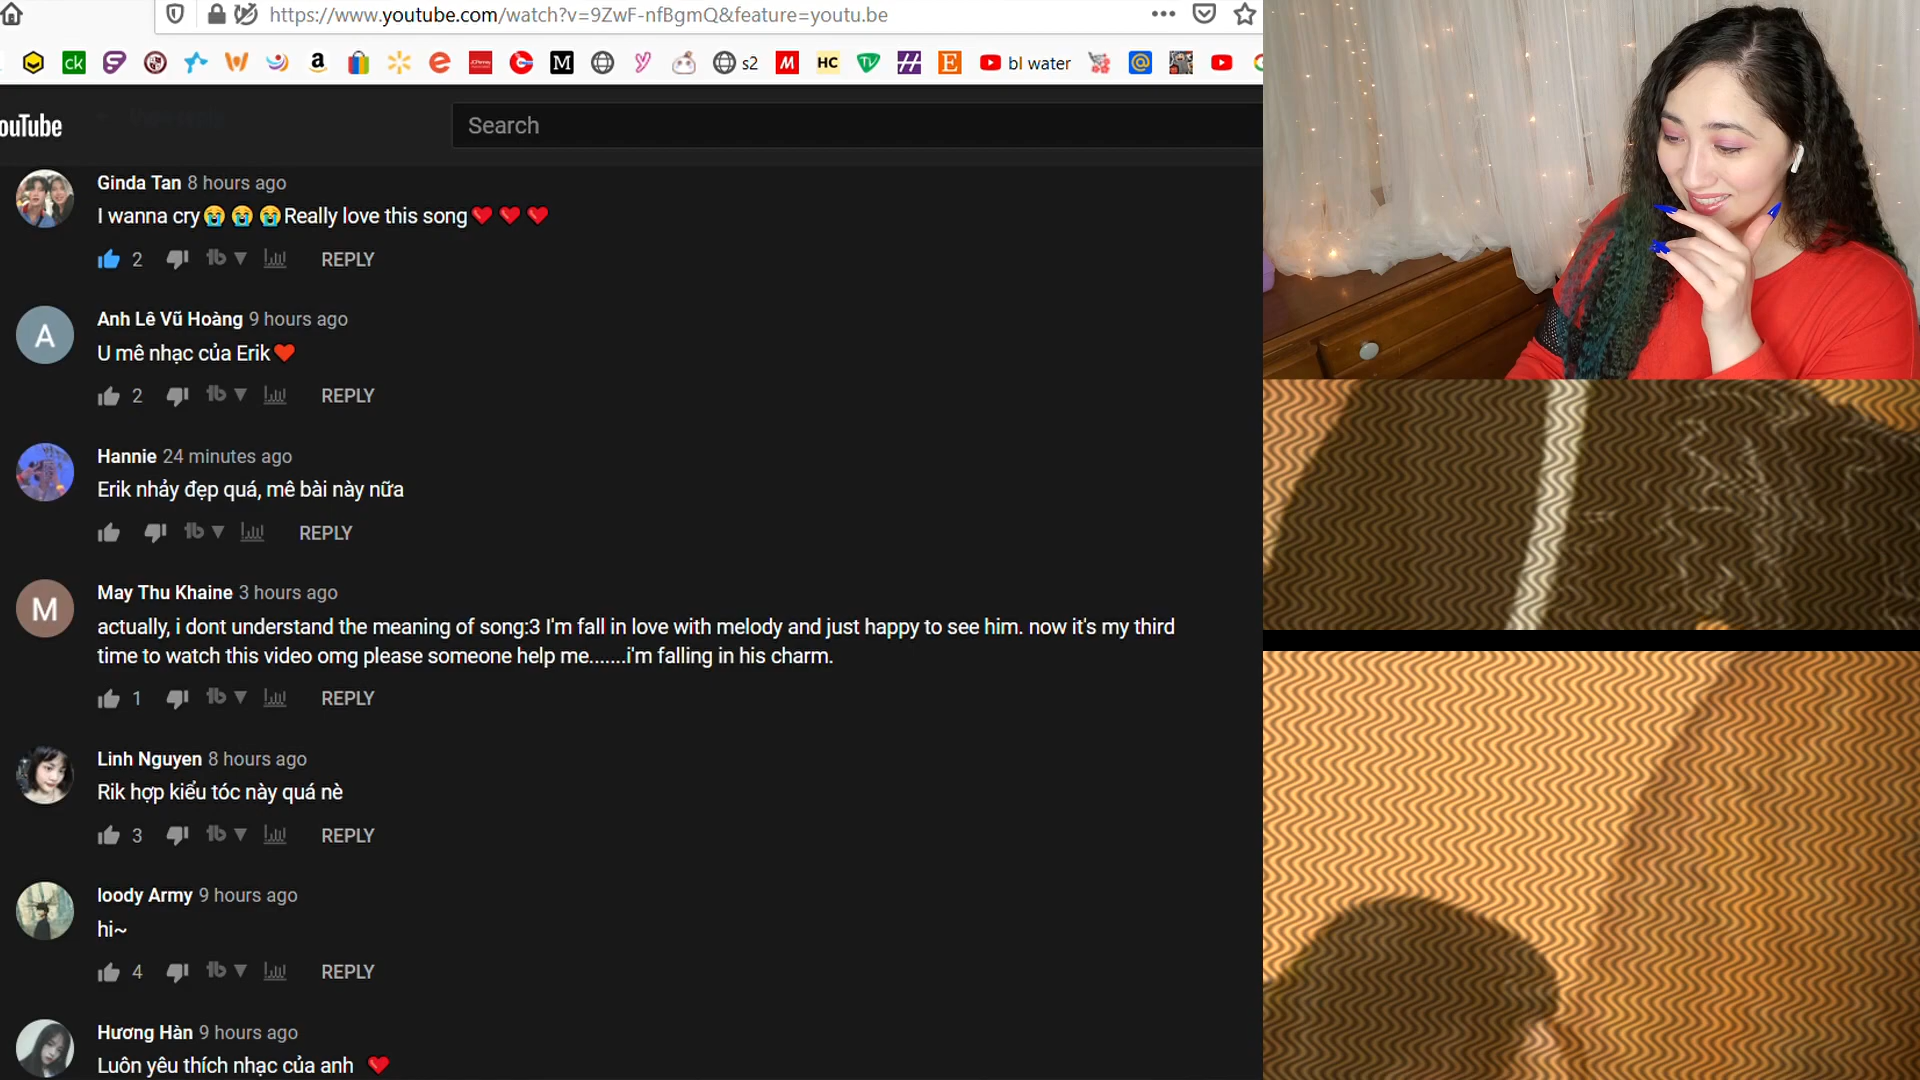 https://www.youtube.com/watch?v=9ZwF-nfBgmQ&feature=youtu.be
ck
s2
HC
bl water
ouTube
Search
Ginda Tan 8 hours ago
I wanna cry😭😭😭Really love this song❤❤❤
2 REPLY
A
Anh Lê Vũ Hoàng 9 hours ago
U mê nhạc của Erik❤
2 REPLY
Hannie 24 minutes ago
Erik nhảy đẹp quá, mê bài này nữa
REPLY
M
May Thu Khaine 3 hours ago
actually, i dont understand the meaning of song:3 I'm fall in love with melody and just happy to see him. now it's my third
time to watch this video omg please someone help me.......i'm falling in his charm.
1 REPLY
Linh Nguyen 8 hours ago
Rik hợp kiểu tóc này quá nè
3 REPLY
loody Army 9 hours ago
hi~
4 REPLY
Hương Hàn 9 hours ago
Luôn yêu thích nhạc của anh ❤